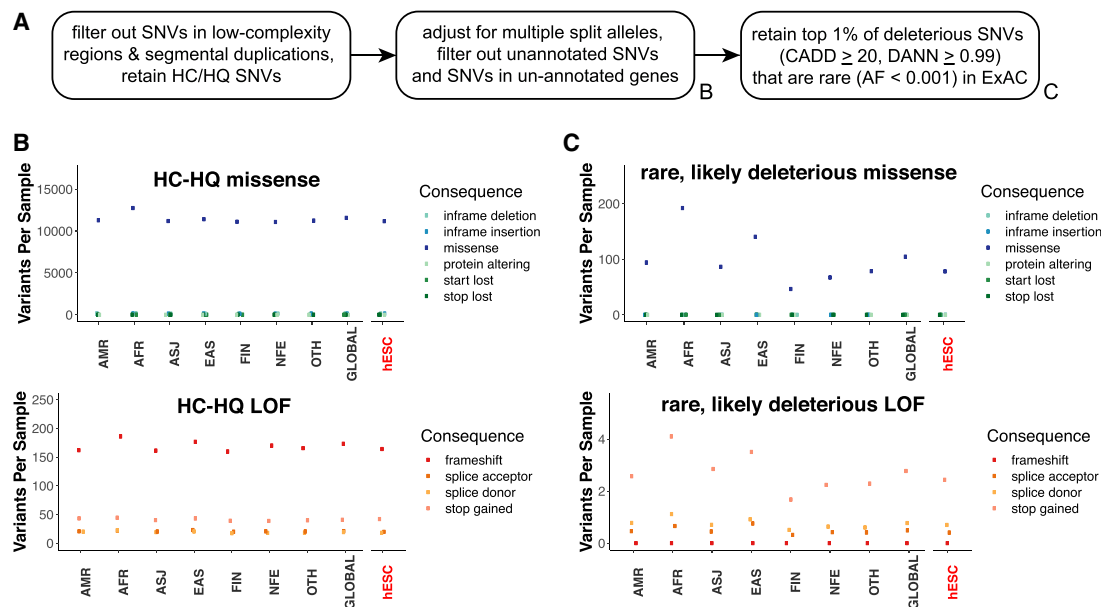 A
filter out SNVs in low-complexity
regions & segmental duplications,
retain HC/HQ SNVs
adjust for multiple split alleles,
filter out unannotated SNVs
and SNVs in un-annotated genes
B
retain top 1% of deleterious SNVs
(CADD ≥ 20, DANN ≥ 0.99)
that are rare (AF < 0.001) in ExAC
C
B
HC-HQ missense
Variants Per Sample
15000
10000
5000
0
AMR
AFR
ASJ
EAS
FIN
NFE
OTH
GLOBAL
hESC
Consequence
inframe deletion
inframe insertion
missense
protein altering
start lost
stop lost
HC-HQ LOF
Variants Per Sample
250
200
150
100
50
0
AMR
AFR
ASJ
EAS
FIN
NFE
OTH
GLOBAL
hESC
Consequence
frameshift
splice acceptor
splice donor
stop gained
C
rare, likely deleterious missense
Variants Per Sample
200
100
0
AMR
AFR
ASJ
EAS
FIN
NFE
OTH
GLOBAL
hESC
Consequence
inframe deletion
inframe insertion
missense
protein altering
start lost
stop lost
rare, likely deleterious LOF
Variants Per Sample
4
2
0
AMR
AFR
ASJ
EAS
FIN
NFE
OTH
GLOBAL
hESC
Consequence
frameshift
splice acceptor
splice donor
stop gained